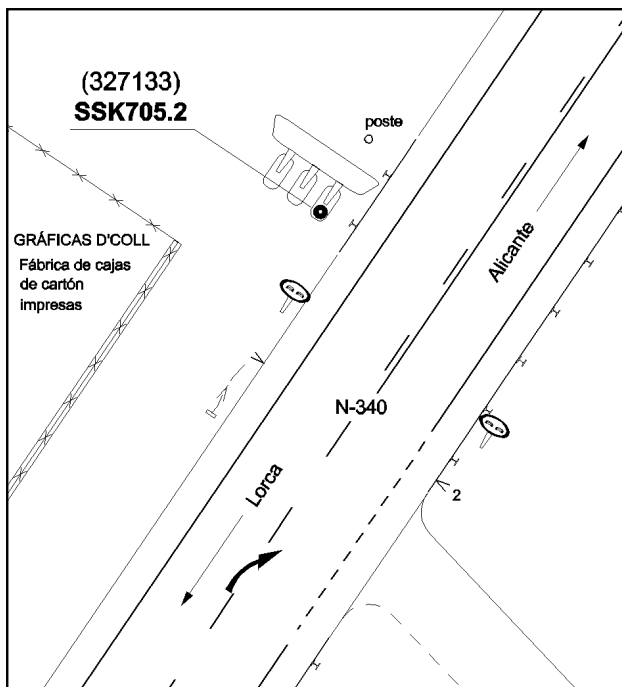 (327133)
SSK705.2
poste
GRÁFICAS D'COLL
Fábrica de cajas
de cartón
impresas
Alicante
N-340
Lorca
2